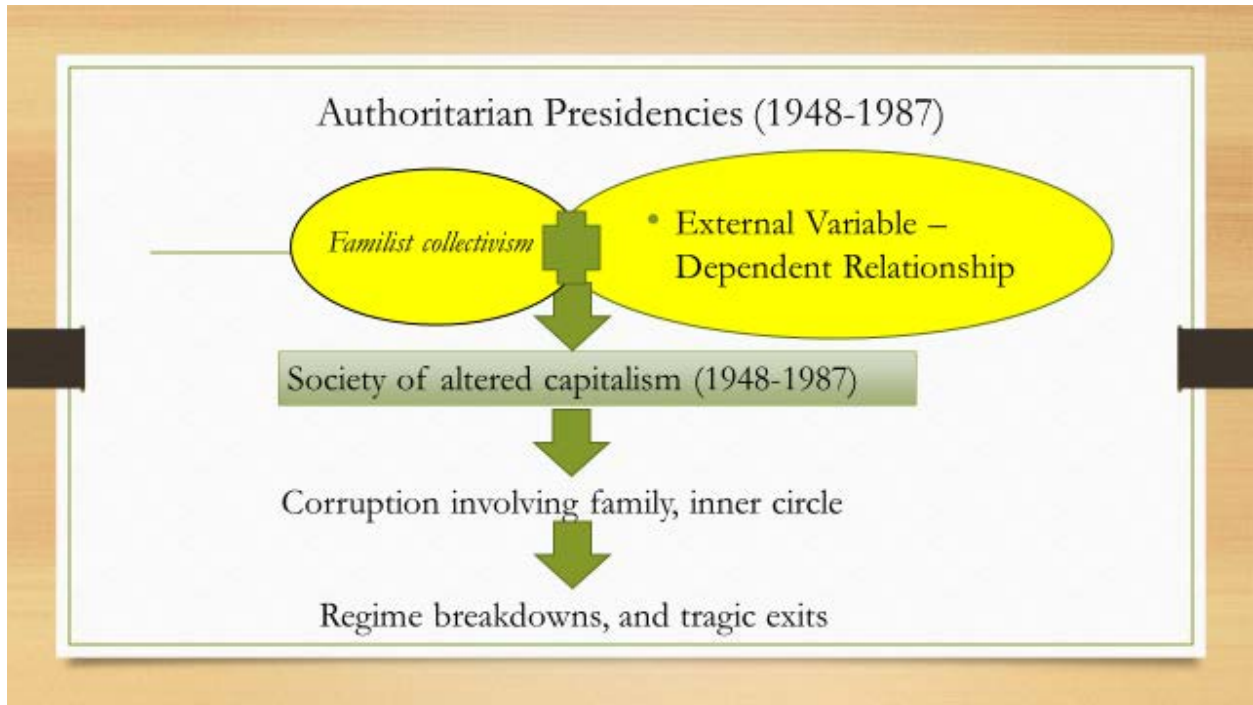 Authoritarian Presidencies (1948-1987)
Familist collectivism
• External Variable –
Dependent Relationship
Society of altered capitalism (1948-1987)
Corruption involving family, inner circle
Regime breakdowns, and tragic exits